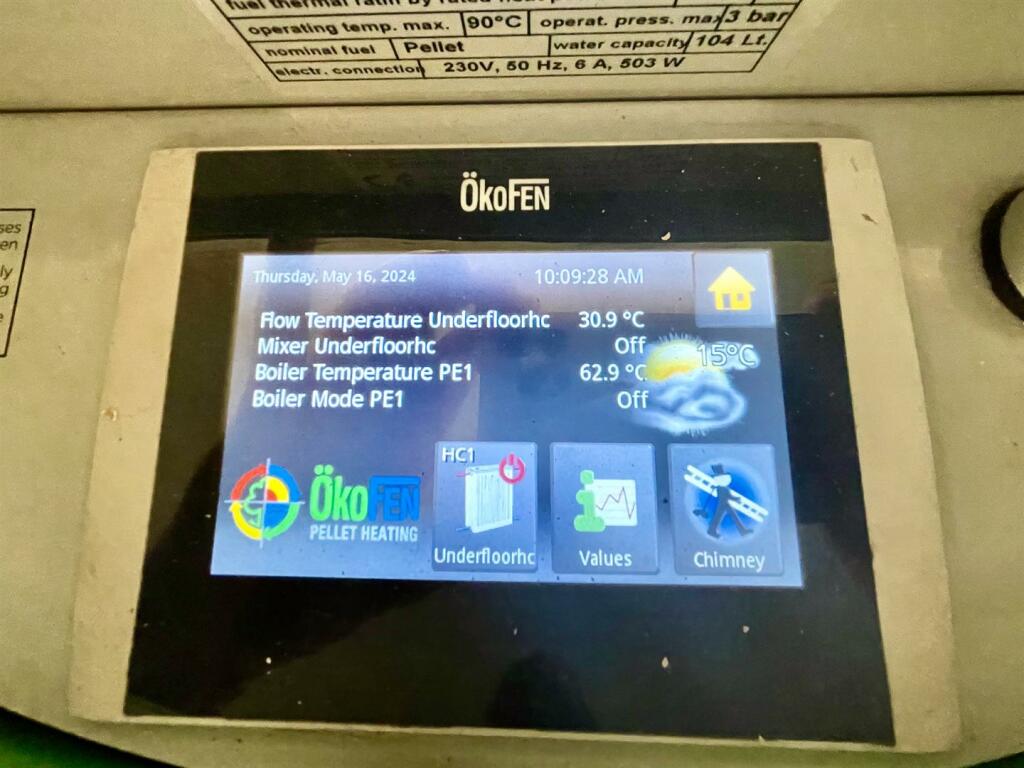 fuel thermal
operating temp. max. 90°C operat. press. max 3 bar
nominal fuel Pellet water capacity 104 Lt.
electr. connection 230V, 50 Hz, 6 A, 503 W
ÖkoFEN
Thursday, May 16, 2024 10:09:28 AM
Flow Temperature Underfloorhc 30.9 °C
Mixer Underfloorhc Off
15°C
Boiler Temperature PE1 62.9 °C
Boiler Mode PE1 Off
HC1
ÖkoFEN
PELLET HEATING
Underfloorhc Values Chimney